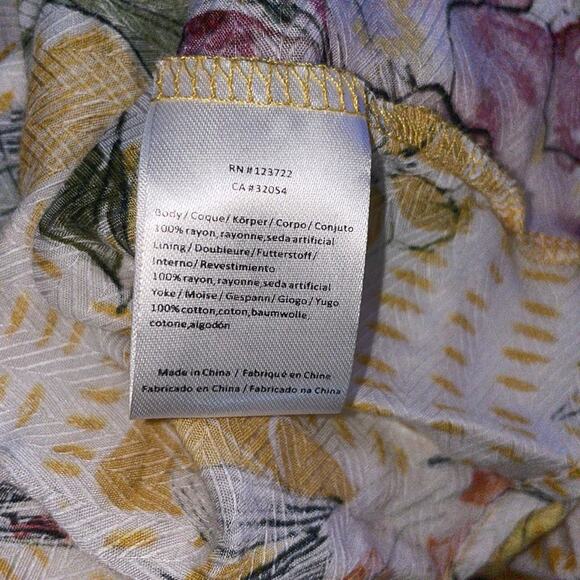 RN #123722
CA #32054
Body / Coque / Körper / Corpo / Conjuto
100% rayon, rayonne, seda artificial
Lining / Doubleure / Futterstoff /
Interno / Revestimiento
100% rayon, rayonne, seda artificial
Yoke / Moise / Gespann / Giogo / Yugo
100% cotton, coton, baumwolle,
cotone, algodón
Made in China / Fabriqué en Chine
Fabricado en China / Fabricado na China